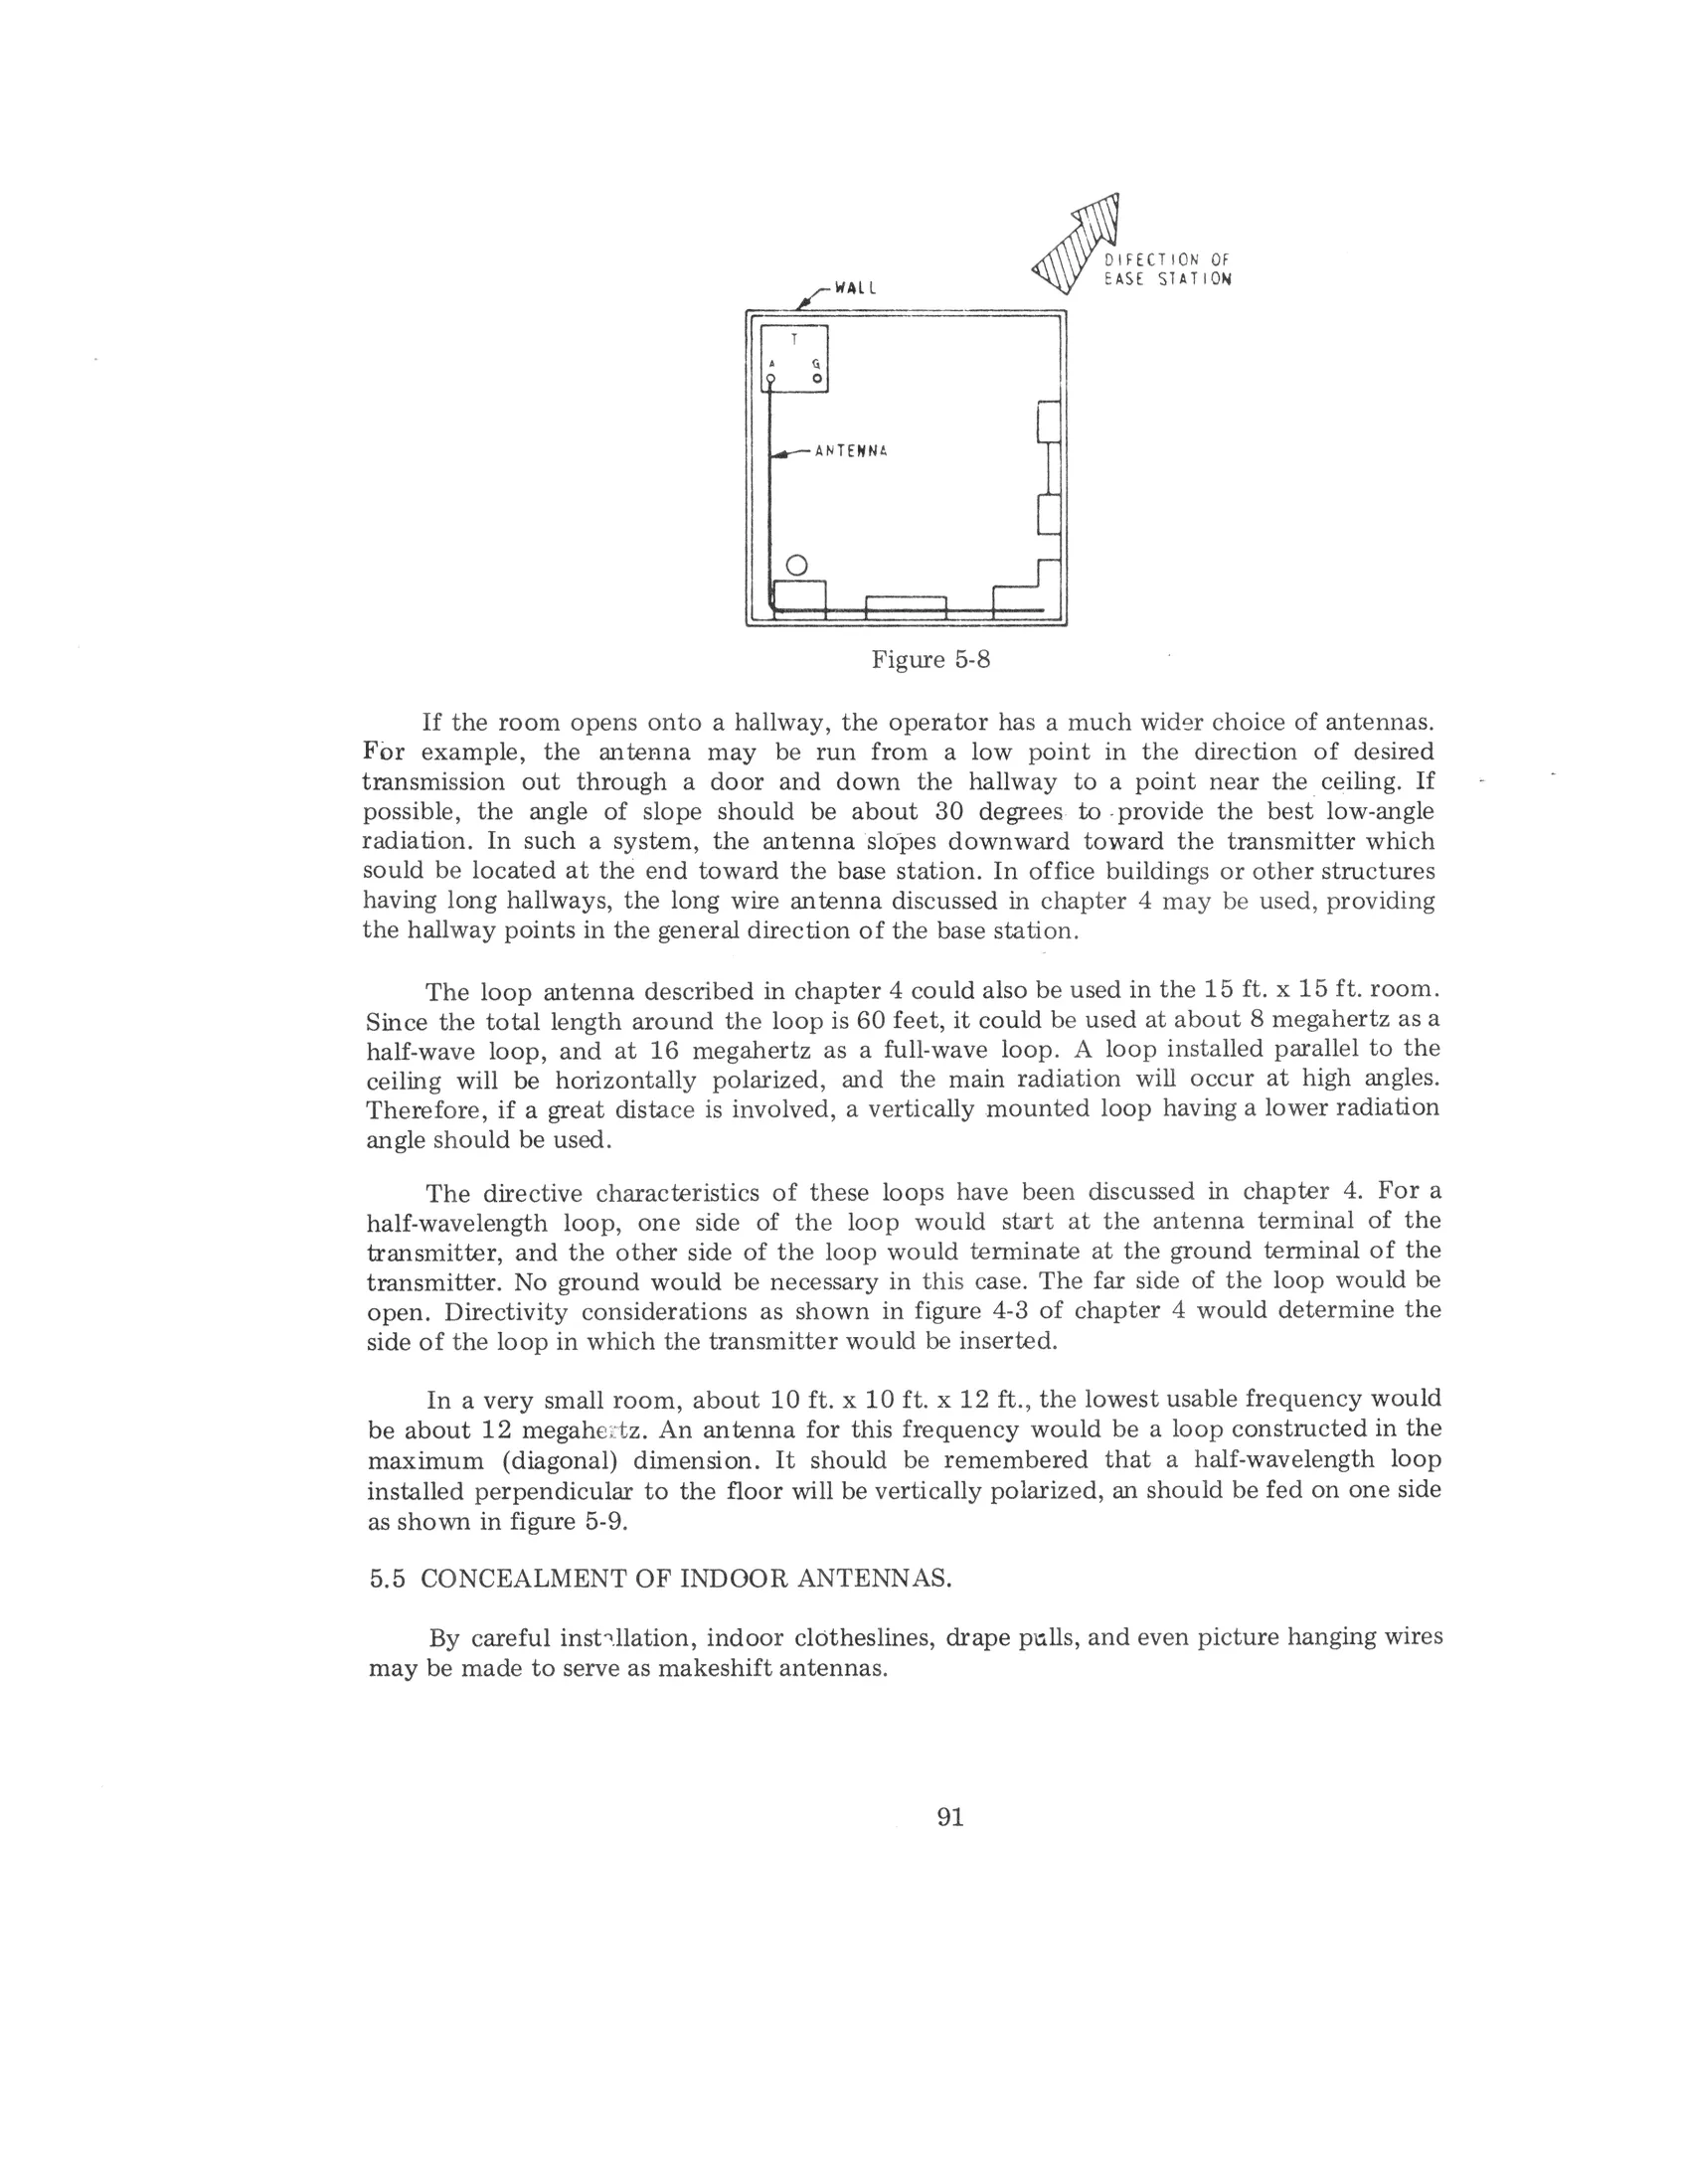 DIFECTION OF
EASE STATION
WALL
T
A G
ANTENNA
Figure 5-8
If the room opens onto a hallway, the operator has a much wider choice of antennas.
For example, the antenna may be run from a low point in the direction of desired
transmission out through a door and down the hallway to a point near the ceiling. If
possible, the angle of slope should be about 30 degrees to provide the best low-angle
radiation. In such a system, the antenna slopes downward toward the transmitter which
sould be located at the end toward the base station. In office buildings or other structures
having long hallways, the long wire antenna discussed in chapter 4 may be used, providing
the hallway points in the general direction of the base station.
The loop antenna described in chapter 4 could also be used in the 15 ft. x 15 ft. room.
Since the total length around the loop is 60 feet, it could be used at about 8 megahertz as a
half-wave loop, and at 16 megahertz as a full-wave loop. A loop installed parallel to the
ceiling will be horizontally polarized, and the main radiation will occur at high angles.
Therefore, if a great distace is involved, a vertically mounted loop having a lower radiation
angle should be used.
The directive characteristics of these loops have been discussed in chapter 4. For a
half-wavelength loop, one side of the loop would start at the antenna terminal of the
transmitter, and the other side of the loop would terminate at the ground terminal of the
transmitter. No ground would be necessary in this case. The far side of the loop would be
open. Directivity considerations as shown in figure 4-3 of chapter 4 would determine the
side of the loop in which the transmitter would be inserted.
In a very small room, about 10 ft. x 10 ft. x 12 ft., the lowest usable frequency would
be about 12 megahertz. An antenna for this frequency would be a loop constructed in the
maximum (diagonal) dimension. It should be remembered that a half-wavelength loop
installed perpendicular to the floor will be vertically polarized, an should be fed on one side
as shown in figure 5-9.
5.5 CONCEALMENT OF INDOOR ANTENNAS.
By careful installation, indoor clotheslines, drape pulls, and even picture hanging wires
may be made to serve as makeshift antennas.
91